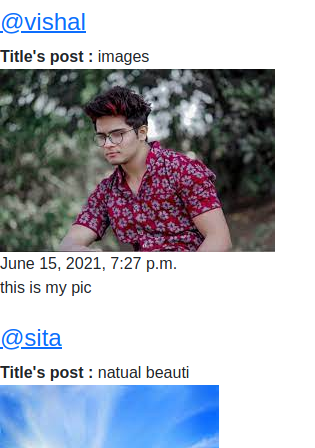 @vishal
Title's post : images
June 15, 2021, 7:27 p.m.
this is my pic
@sita
Title's post : natual beauti